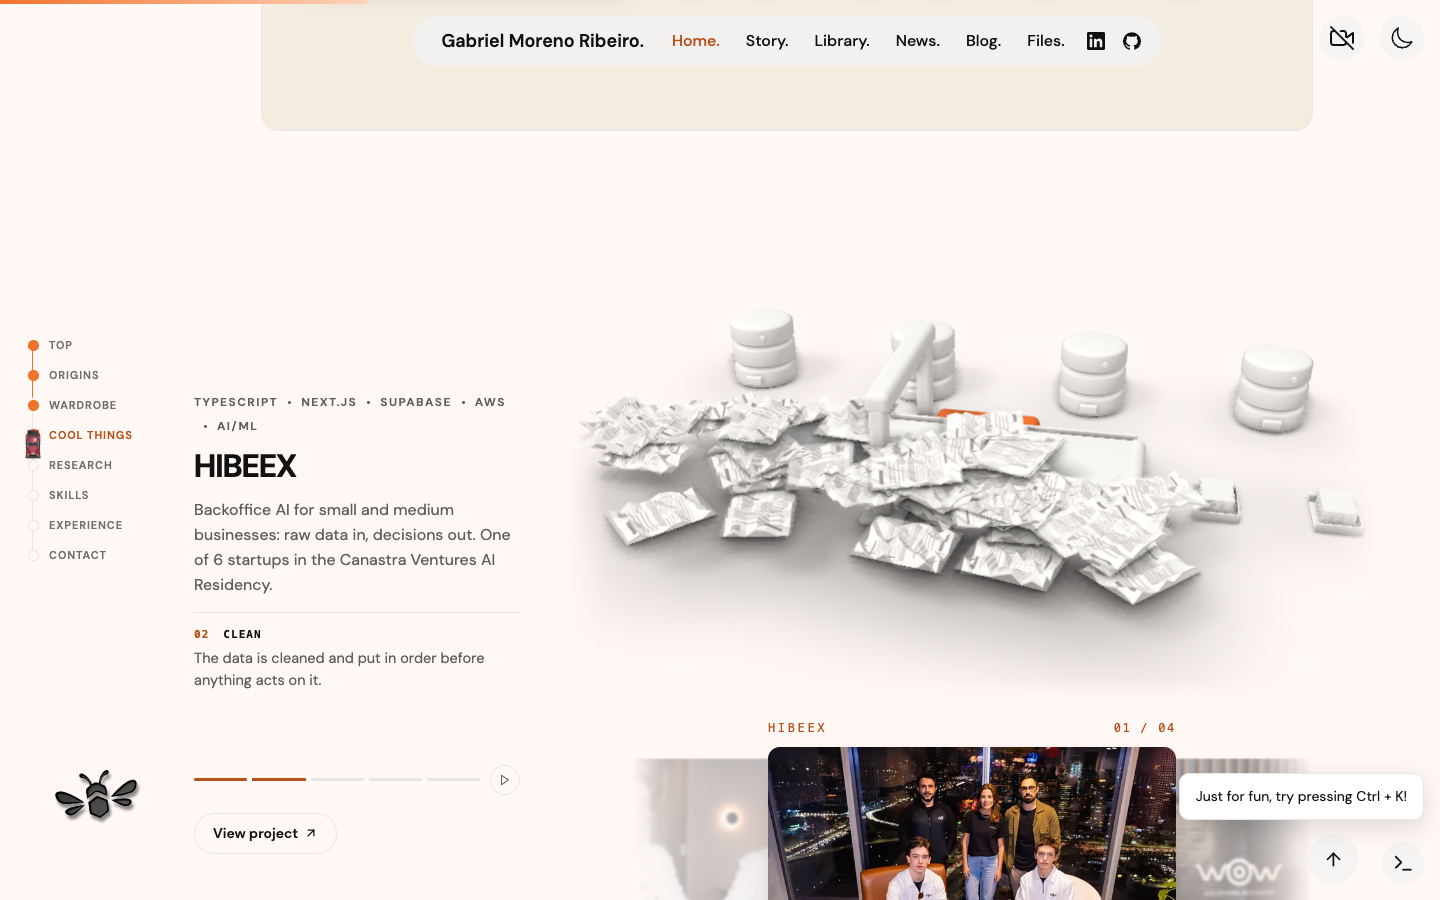 Gabriel Moreno Ribeiro.
Home.
Story.
Library.
News.
Blog.
Files.
TOP
ORIGINS
WARDROBE
COOL THINGS
RESEARCH
SKILLS
EXPERIENCE
CONTACT
TYPESCRIPT • NEXT.JS • SUPABASE • AWS
• AI/ML
HIBEEX
Backoffice AI for small and medium
businesses: raw data in, decisions out. One
of 6 startups in the Canastra Ventures AI
Residency.
02 CLEAN
The data is cleaned and put in order before
anything acts on it.
View project
HIBEEX
01 / 04
WOW
Just for fun, try pressing Ctrl + K!